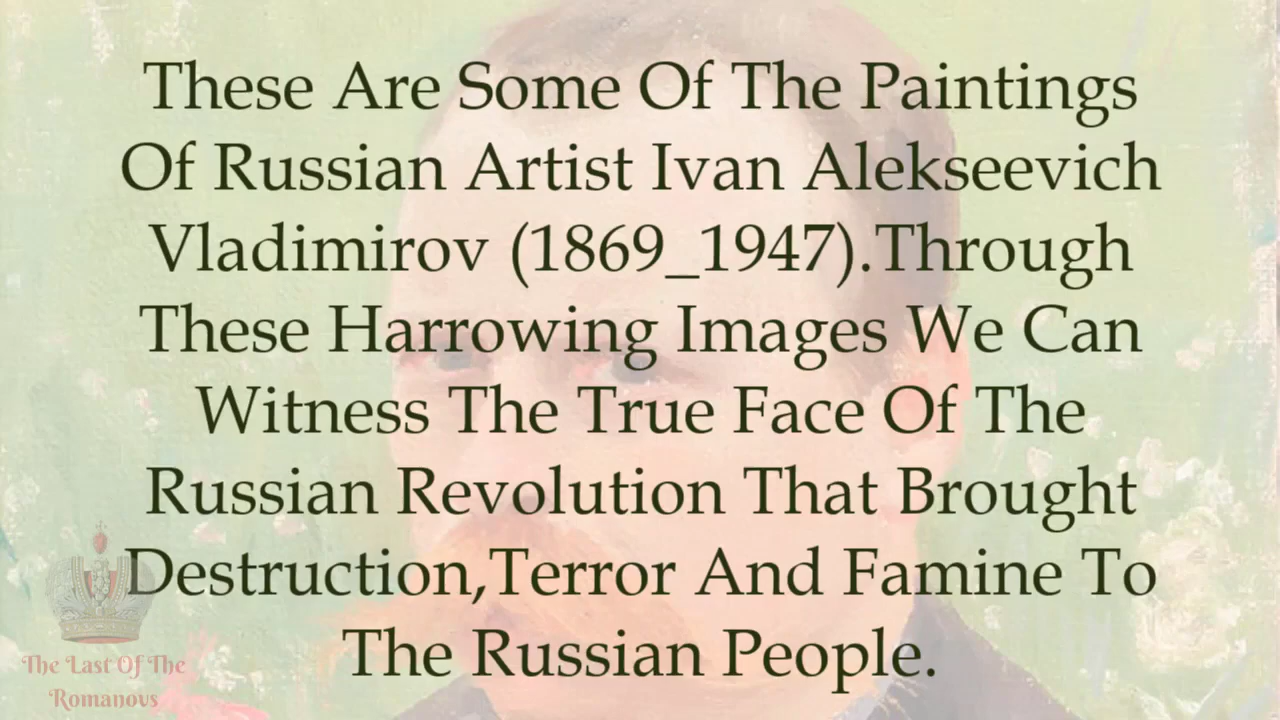 These Are Some Of The Paintings
Of Russian Artist Ivan Alekseevich
Vladimirov (1869_1947).Through
These Harrowing Images We Can
Witness The True Face Of The
Russian Revolution That Brought
Destruction,Terror And Famine To
The Russian People.
The Last Of The
Romanovs